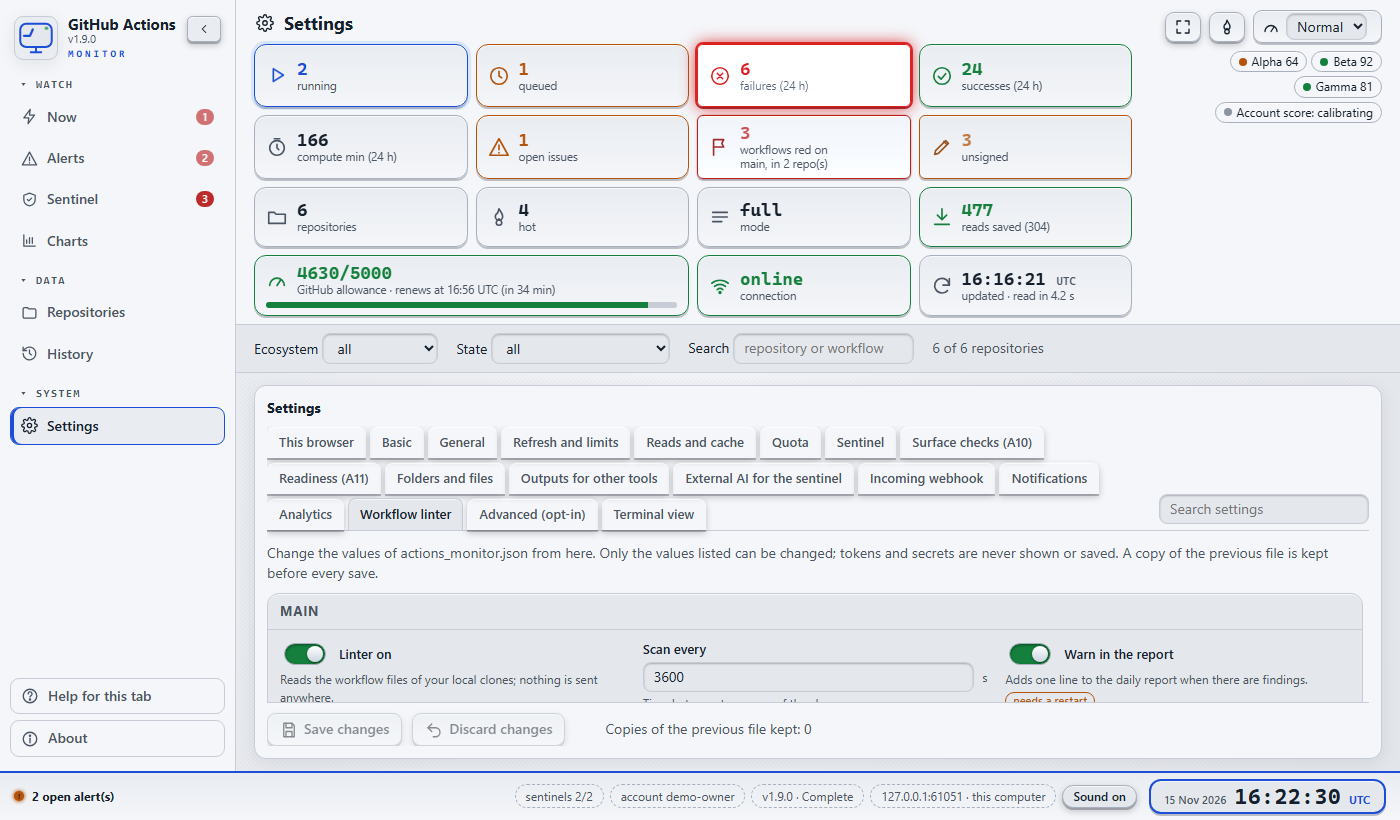 GitHub Actions
v1.9.0
MONITOR
WATCH
Now 1
Alerts 2
Sentinel 3
Charts
DATA
Repositories
History
SYSTEM
Settings
Help for this tab
About
Settings
Normal
Alpha 64
Beta 92
Gamma 81
Account score: calibrating
2
running
1
queued
6
failures (24 h)
24
successes (24 h)
166
compute min (24 h)
1
open issues
3
workflows red on
main, in 2 repo(s)
3
unsigned
6
repositories
4
hot
full
mode
477
reads saved (304)
4630/5000
GitHub allowance · renews at 16:56 UTC (in 34 min)
online
connection
16:16:21 UTC
updated · read in 4.2 s
Ecosystem all State all Search repository or workflow 6 of 6 repositories
Settings
This browser Basic General Refresh and limits Reads and cache Quota Sentinel Surface checks (A10)
Readiness (A11) Folders and files Outputs for other tools External AI for the sentinel Incoming webhook Notifications
Analytics Workflow linter Advanced (opt-in) Terminal view Search settings
Change the values of actions_monitor.json from here. Only the values listed can be changed; tokens and secrets are never shown or saved. A copy of the previous file is kept
before every save.
MAIN
Linter on
Reads the workflow files of your local clones; nothing is sent
anywhere.
Scan every
3600 s
Warn in the report
Adds one line to the daily report when there are findings.
needs a restart
Save changes Discard changes Copies of the previous file kept: 0
2 open alert(s) sentinels 2/2 account demo-owner v1.9.0 · Complete 127.0.0.1:61051 · this computer Sound on 15 Nov 2026 16:22:30 UTC